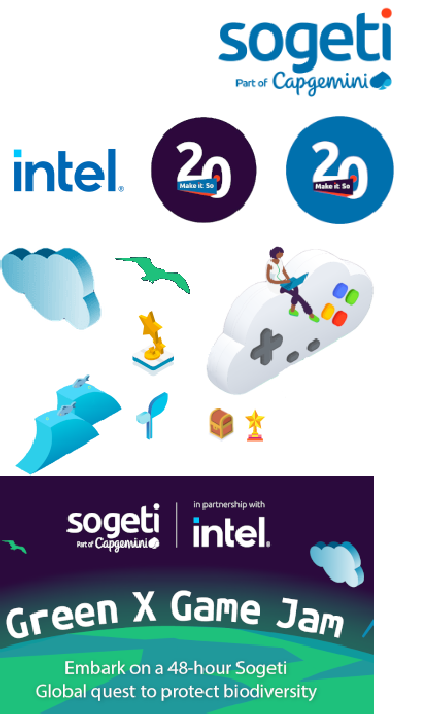 sogeti
Part of Capgemini
intel.
20
Make it: So
20
Make it: So
sogeti
Part of Capgemini
in partnership with
intel.
Green X Game Jam
Embark on a 48-hour Sogeti
Global quest to protect biodiversity